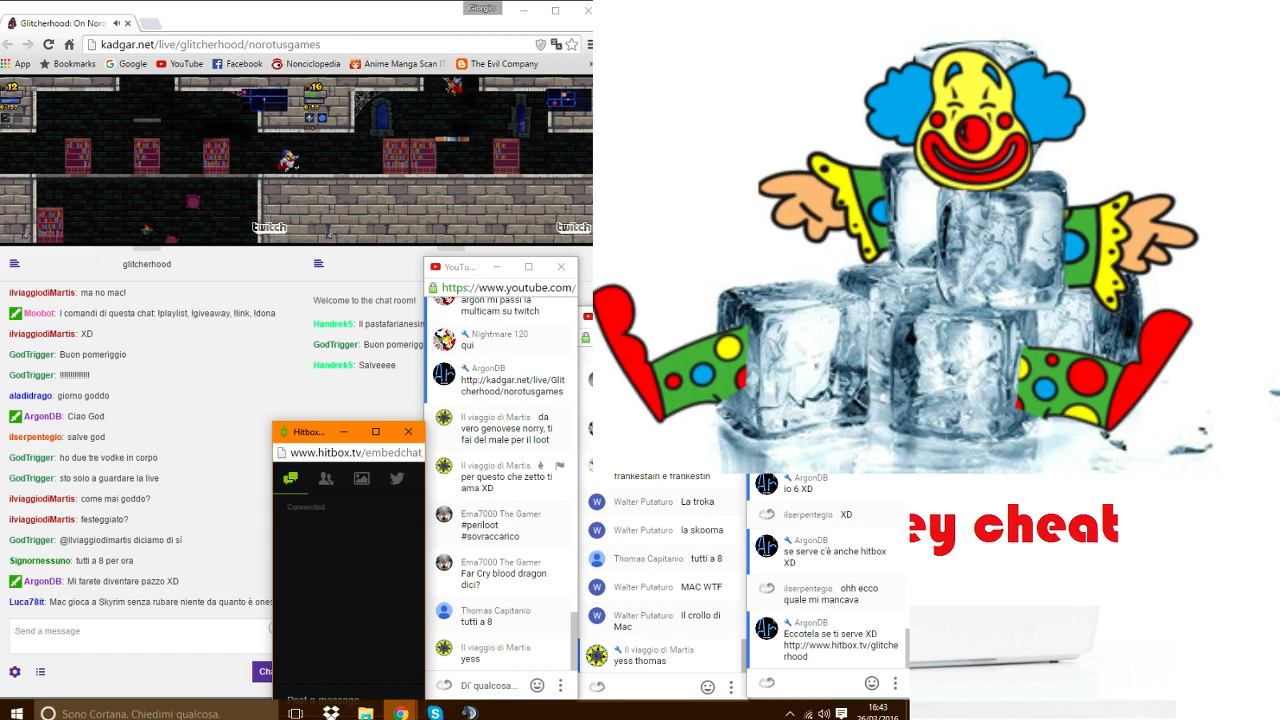 Giorgio
Glitcherhood: On Noro
kadgar.net/live/glitcherhood/norotusgames
App Bookmarks Google YouTube Facebook Nonciclopedia Anime Manga Scan IT The Evil Company
12
16
twitch
twitch
glitcherhood
ilviaggiodiMartis: ma no mac!
Moobot: I comandi di questa chat: !playlist, !giveaway, !link, !dona
ilviaggiodiMartis: XD
GodTrigger: Buon pomeriggio
GodTrigger: !!!!!!!!!!!!!!
aladidrago: giorno goddo
ArgonDB: Ciao God
ilserpentegio: salve god
GodTrigger: ho due tre vodke in corpo
GodTrigger: sto solo a guardare la live
ilviaggiodiMartis: come mai goddo?
ilviaggiodiMartis: festeggiato?
GodTrigger: @Ilviaggiodimartis diciamo di sí
Signornessuno: tutti a 8 per ora
ArgonDB: Mi farete diventare pazzo XD
Luca78it: Mac gioca a Skyrim senza rubare niente da quanto è ones
Send a message
Cha
Welcome to the chat room!
Handrek5: Il pastafarianesim
GodTrigger: Buon pomerigg
Handrek5: Salveeee
Hitbox...
www.hitbox.tv/embedchat
Connected.
Post a message
YouTu...
https://www.youtube.com/
argon mi passi la
multicam su twitch
Nightmare 120
qui
ArgonDB
http://kadgar.net/live/Glit
cherhood/norotusgames
Il viaggio di Martis da
vero genovese norry, ti
fai del male per il loot
Il viaggio di Martis è
per questo che zetto ti
ama XD
Ema7000 The Gamer
#periloot
#sovraccarico
Ema7000 The Gamer
Far Cry blood dragon
dici?
Thomas Capitanio
tutti a 8
Il viaggio di Martis
yess
Di' qualcosa...
frankestain e frankestin
Walter Putaturo La troka
Walter Putaturo la skooma
Thomas Capitanio tutti a 8
Walter Putaturo MAC WTF
Walter Putaturo Il crollo di
Mac
Il viaggio di Martis
yess thomas
ArgonDB
io 6 XD
ilserpentegio XD
ArgonDB
se serve c'è anche hitbox
XD
ilserpentegio ohh ecco
quale mi mancava
ArgonDB
Eccotela se ti serve XD
http://www.hitbox.tv/glitche
rhood
ey cheat
Sono Cortana. Chiedimi qualcosa.
16:43
26/03/2016